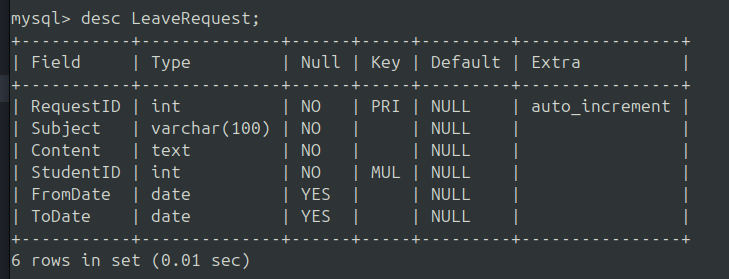 mysql> desc LeaveRequest;
+-----------+--------------+------+-----+---------+----------------+
| Field     | Type         | Null | Key | Default | Extra          |
+-----------+--------------+------+-----+---------+----------------+
| RequestID | int          | NO   | PRI | NULL    | auto_increment |
| Subject   | varchar(100) | NO   |     | NULL    |                |
| Content   | text         | NO   |     | NULL    |                |
| StudentID | int          | NO   | MUL | NULL    |                |
| FromDate  | date         | YES  |     | NULL    |                |
| ToDate    | date         | YES  |     | NULL    |                |
+-----------+--------------+------+-----+---------+----------------+
6 rows in set (0.01 sec)